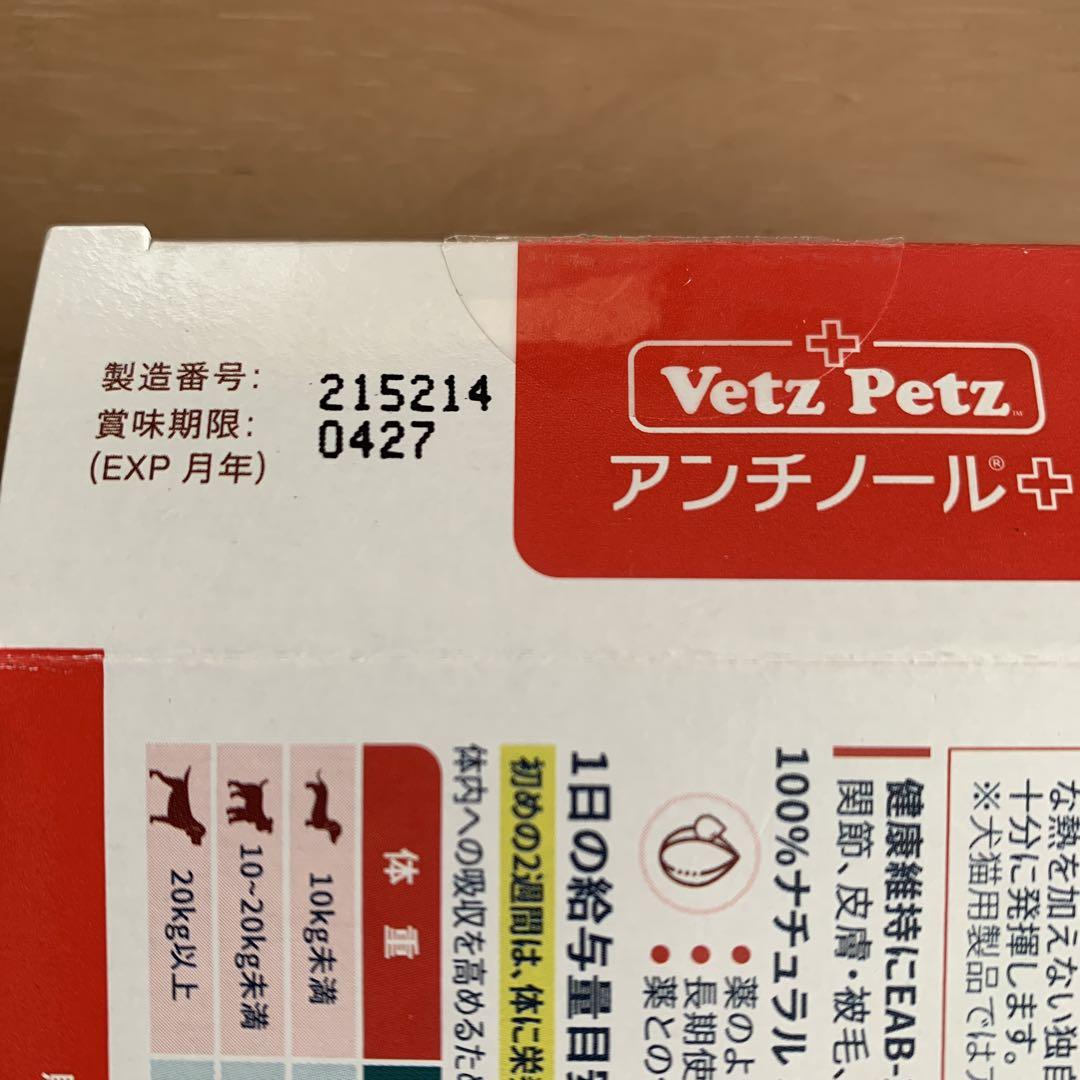 製造番号: 215214
賞味期限: 0427
(EXP 月年)
Vetz Petz™
アンチノール®
な熱を加えない独自
十分に発揮します。
※犬猫用製品では
健康維持にEAB-
関節、皮膚・被毛、
100%ナチュラル
薬のよ
長期使
薬との
1日の給与量目安
初めの2週間は、体に栄養
体内への吸収を高めるため
体重
10kg未満
10~20kg未満
20kg以上